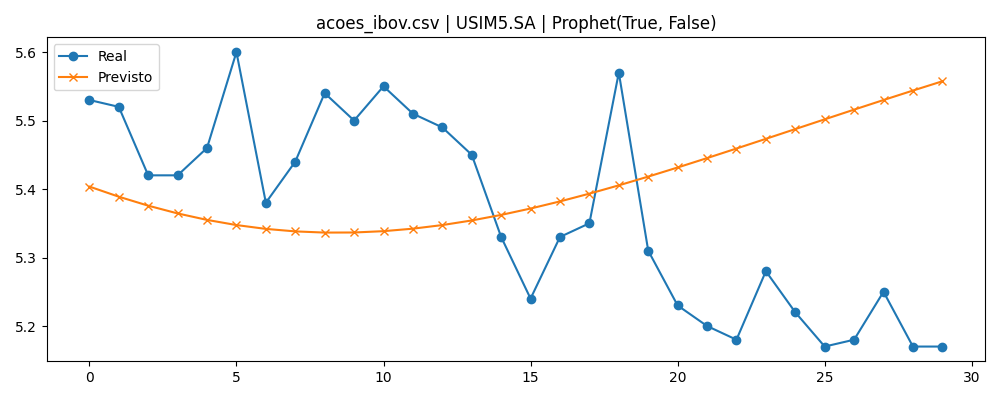 acoes_ibov.csv | USIM5.SA | Prophet(True, False)
Real
Previsto
5.6
5.5
5.4
5.3
5.2
0 5 10 15 20 25 30